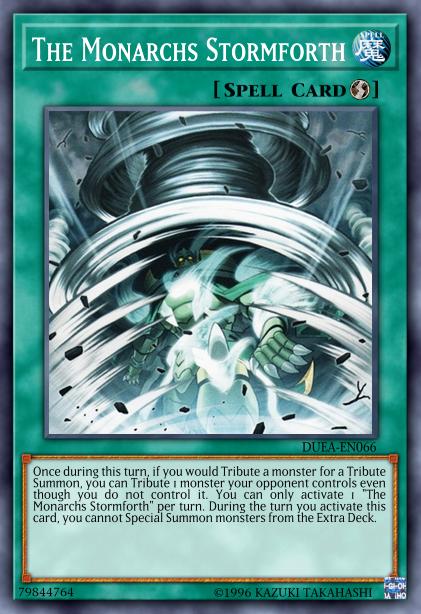 The Monarchs Stormforth
SPELL
魔
[Spell Card]
DUEA-EN066
Once during this turn, if you would Tribute a monster for a Tribute
Summon, you can Tribute 1 monster your opponent controls even
though you do not control it. You can only activate 1 "The
Monarchs Stormforth" per turn. During the turn you activate this
card, you cannot Special Summon monsters from the Extra Deck.
79844764
©1996 KAZUKI TAKAHASHI